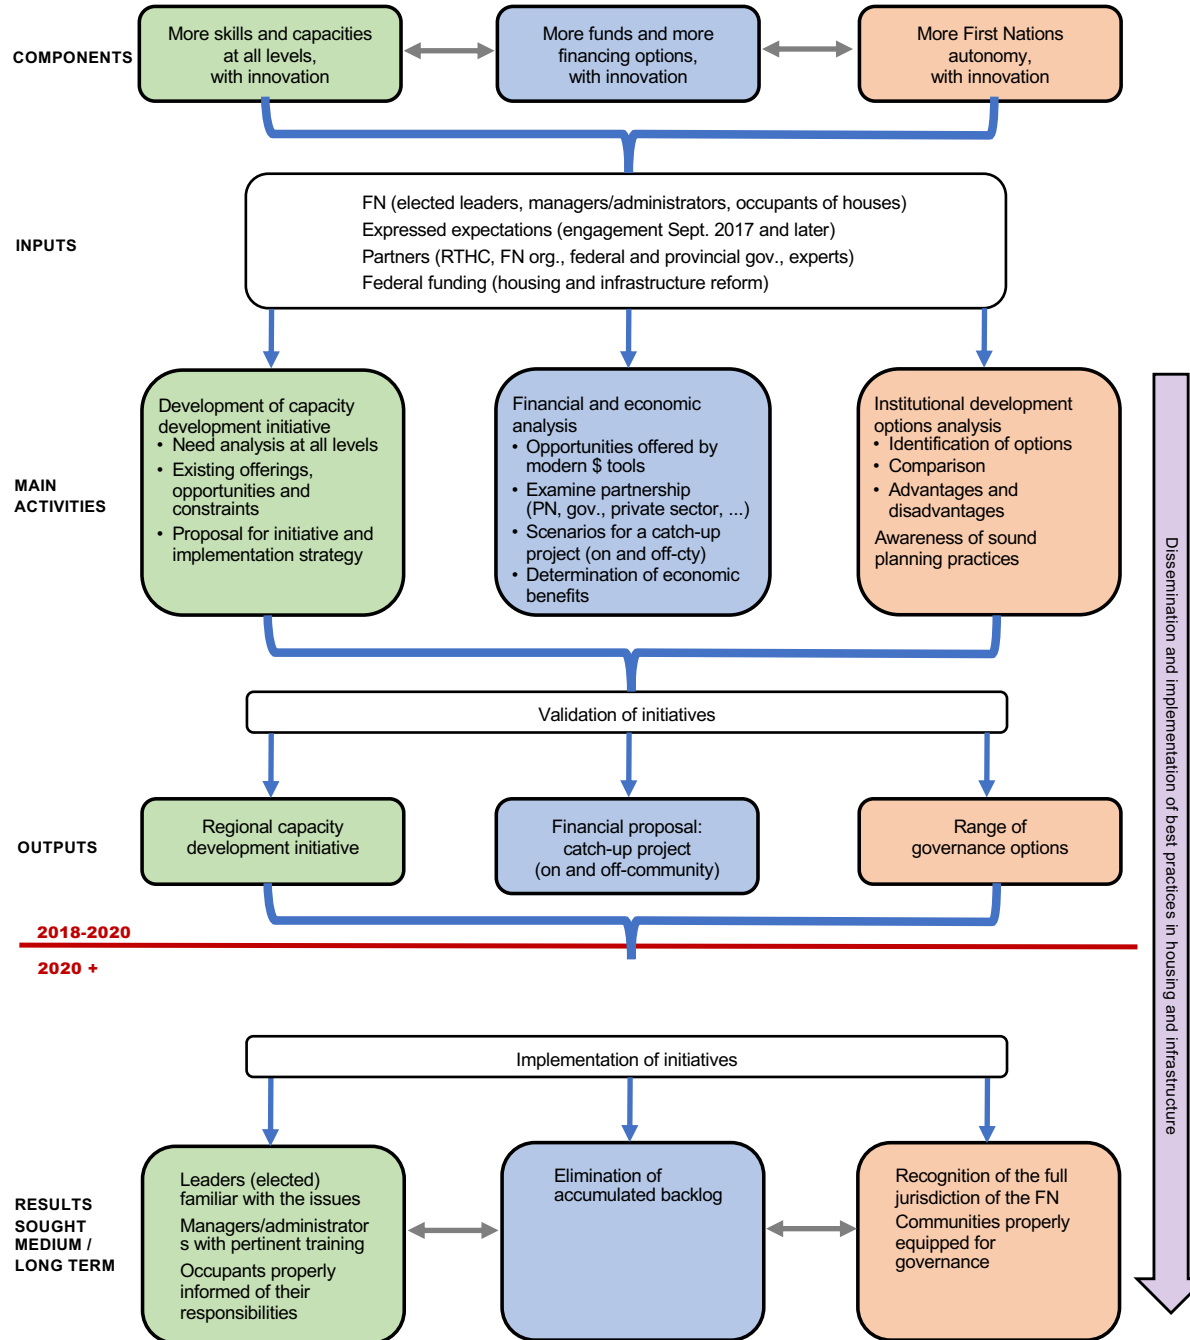 COMPONENTS
More skills and capacities
at all levels,
with innovation
More funds and more
financing options,
with innovation
More First Nations
autonomy,
with innovation
INPUTS
FN (elected leaders, managers/administrators, occupants of houses)
Expressed expectations (engagement Sept. 2017 and later)
Partners (RTHC, FN org., federal and provincial gov., experts)
Federal funding (housing and infrastructure reform)
MAIN
ACTIVITIES
Development of capacity
development initiative
• Need analysis at all levels
• Existing offerings,
opportunities and
constraints
• Proposal for initiative and
implementation strategy
Financial and economic
analysis
• Opportunities offered by
modern $ tools
• Examine partnership
(PN, gov., private sector, ...)
• Scenarios for a catch-up
project (on and off-cty)
• Determination of economic
benefits
Institutional development
options analysis
• Identification of options
• Comparison
• Advantages and
disadvantages
Awareness of sound
planning practices
Dissemination and implementation of best practices in housing and infrastructure
Validation of initiatives
OUTPUTS
Regional capacity
development initiative
Financial proposal:
catch-up project
(on and off-community)
Range of
governance options
2018-2020
2020 +
Implementation of initiatives
RESULTS
SOUGHT
MEDIUM /
LONG TERM
Leaders (elected)
familiar with the issues
Managers/administrator
s with pertinent training
Occupants properly
informed of their
responsibilities
Elimination of
accumulated backlog
Recognition of the full
jurisdiction of the FN
Communities properly
equipped for
governance